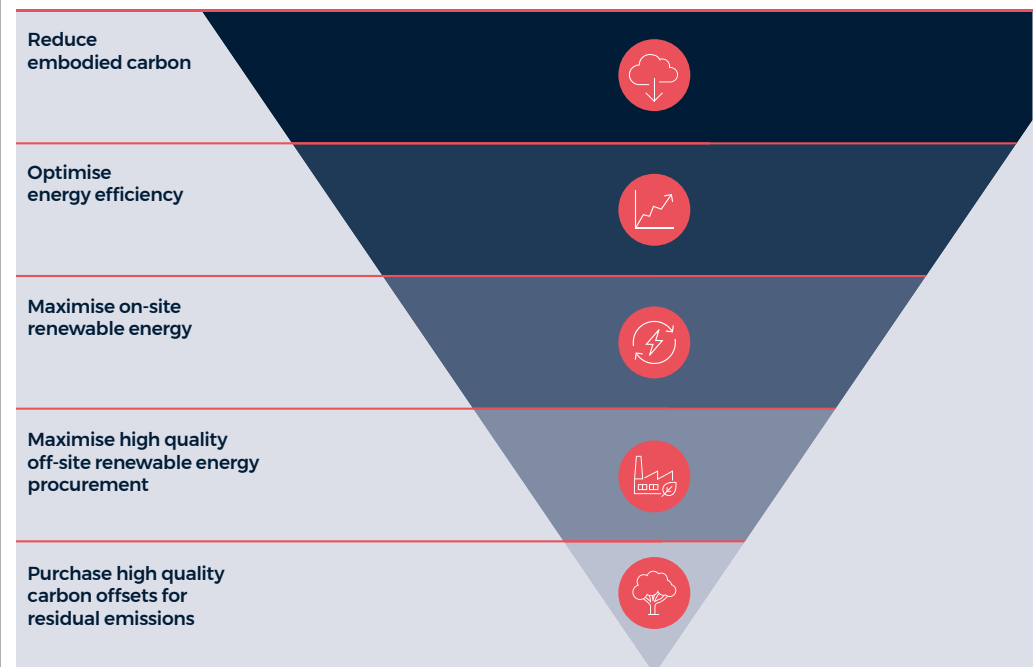 Reduce
embodied carbon
Optimise
energy efficiency
Maximise on-site
renewable energy
Maximise high quality
off-site renewable energy
procurement
Purchase high quality
carbon offsets for
residual emissions